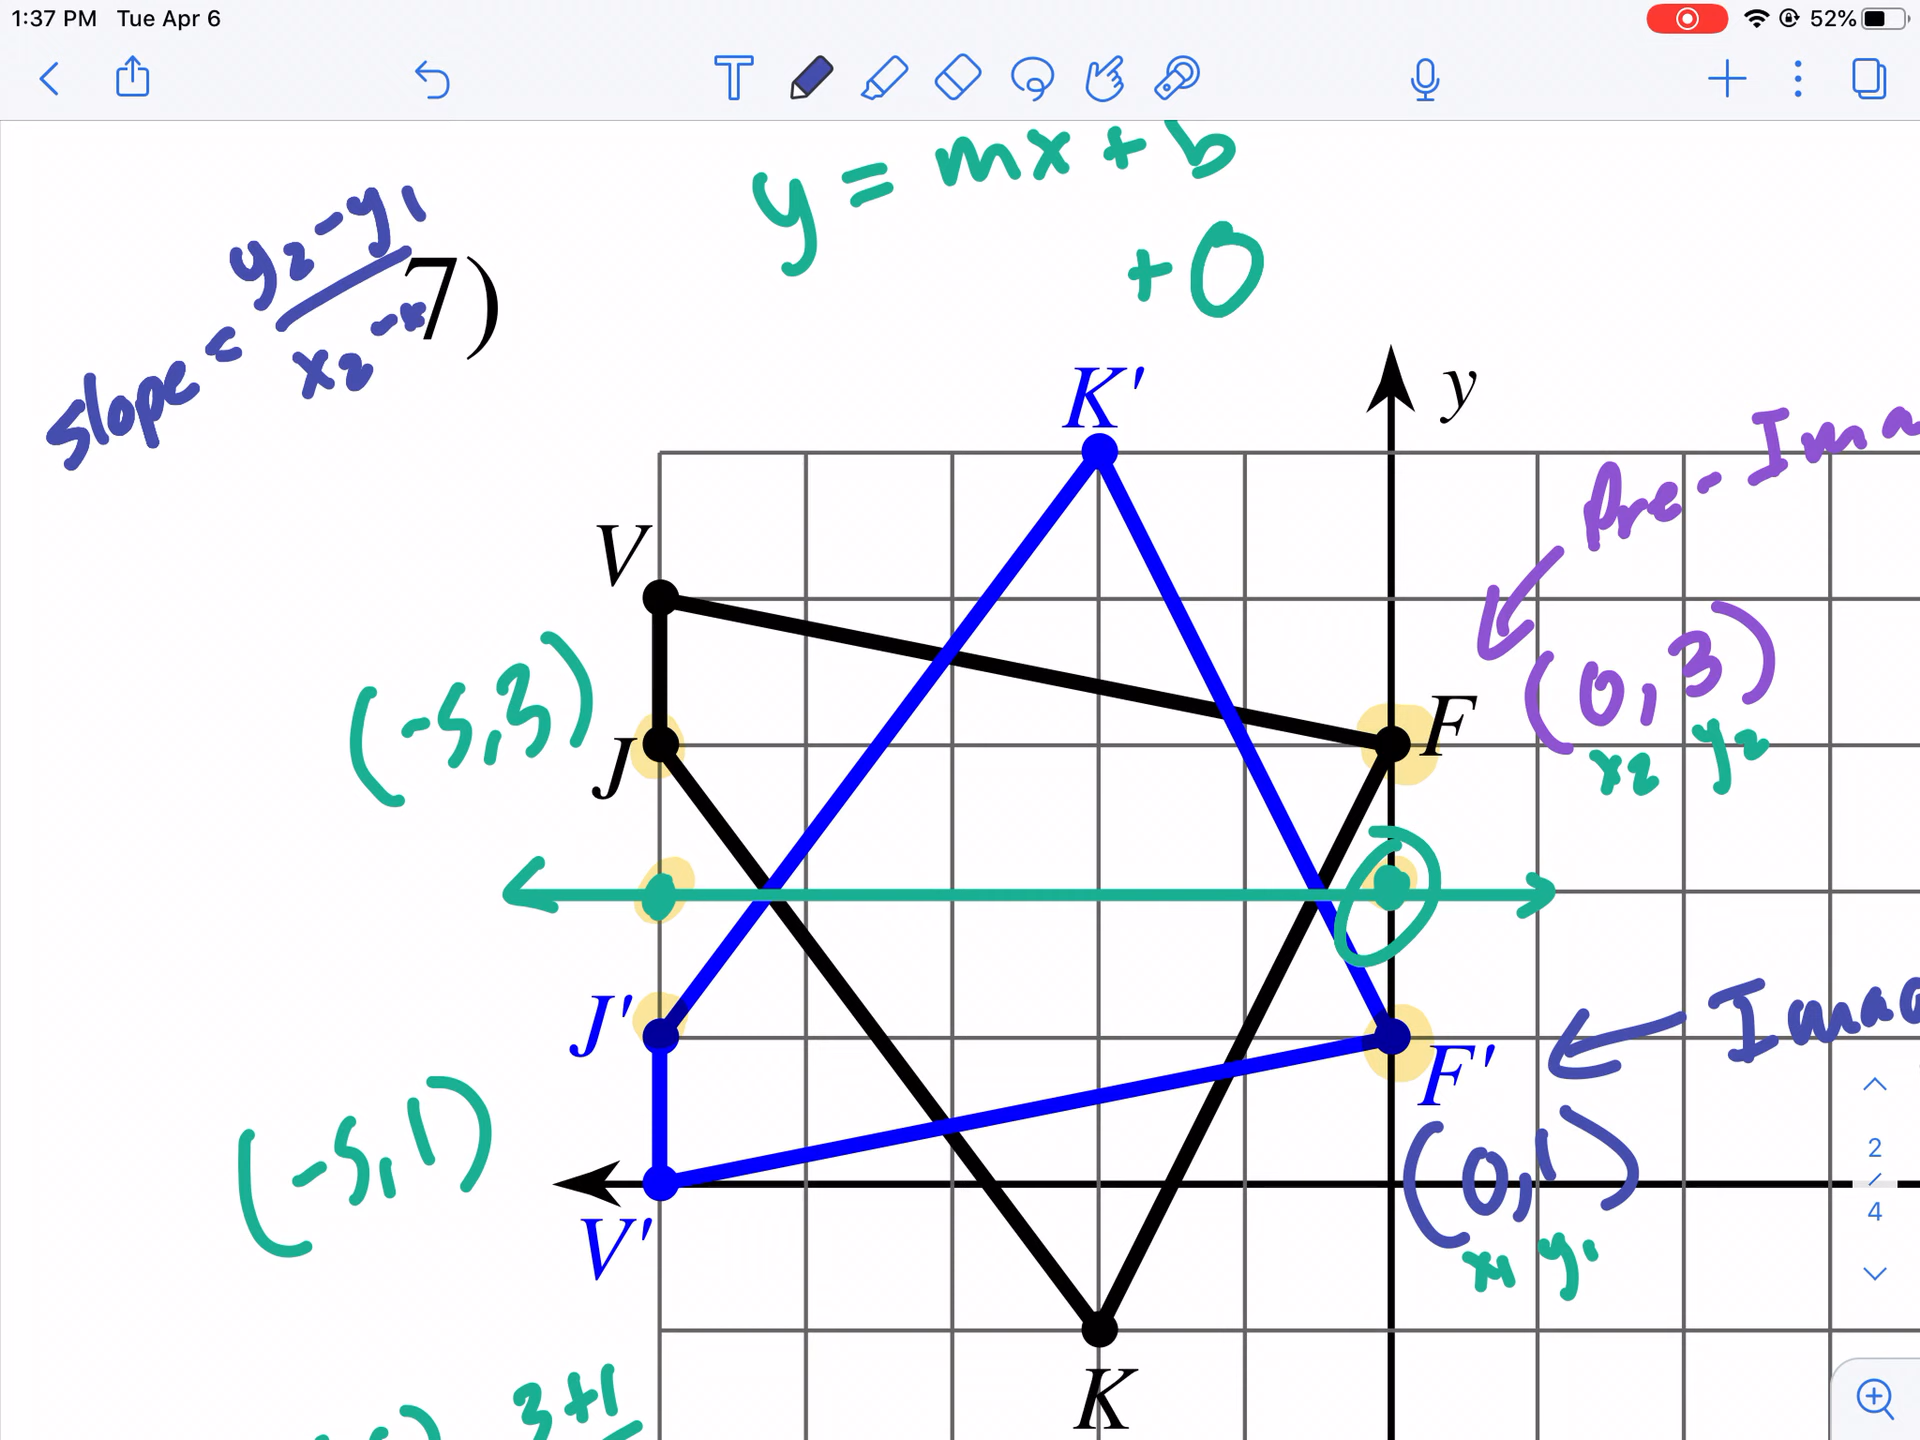 1:37 PM Tue Apr 6
52%
y = mx + b
+ 0
slope = y2 - y1
x2 - x
7)
K'
y
Pre-Ima
V
(-5,3)
J
F
(0,3)
x2 y2
J'
Imag
F'
(-5,1)
(0,1)
x1 y1
V'
2
/
4
K
3+1